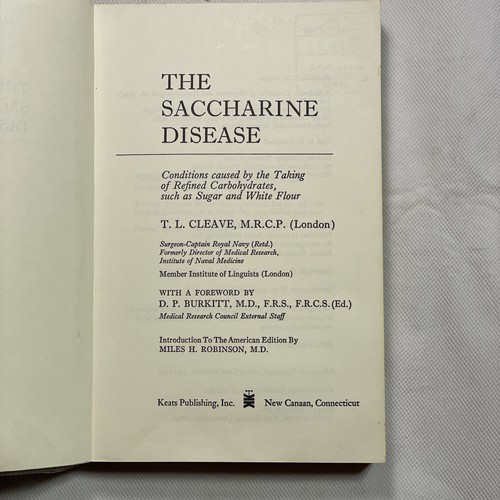 THE
SACCHARINE
DISEASE
Conditions caused by the Taking
of Refined Carbohydrates,
such as Sugar and White Flour
T. L. CLEAVE, M.R.C.P. (London)
Surgeon-Captain Royal Navy (Retd.)
Formerly Director of Medical Research,
Institute of Naval Medicine
Member Institute of Linguists (London)
WITH A FOREWORD BY
D. P. BURKITT, M.D., F.R.S., F.R.C.S. (Ed.)
Medical Research Council External Staff
Introduction To The American Edition By
MILES H. ROBINSON, M.D.
Keats Publishing, Inc. New Canaan, Connecticut